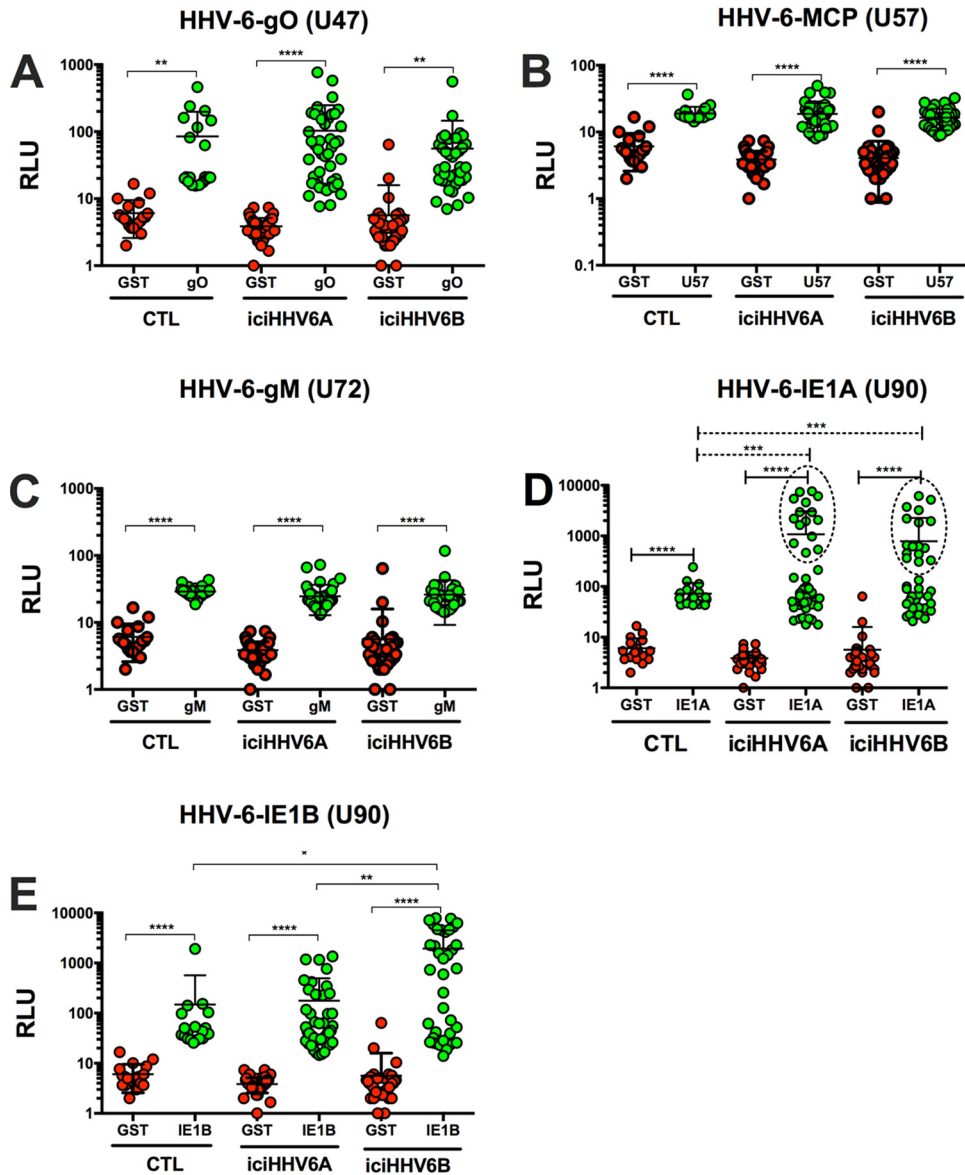 HHV-6-gO (U47)
A
RLU
1000
100
10
1
**
****
**
GST gO GST gO GST gO
CTL iciHHV6A iciHHV6B
HHV-6-MCP (U57)
B
RLU
100
10
1
0.1
****
****
****
GST U57 GST U57 GST U57
CTL iciHHV6A iciHHV6B
HHV-6-gM (U72)
C
RLU
1000
100
10
1
****
****
****
GST gM GST gM GST gM
CTL iciHHV6A iciHHV6B
HHV-6-IE1A (U90)
D
RLU
10000
1000
100
10
1
***
***
****
****
****
GST IE1A GST IE1A GST IE1A
CTL iciHHV6A iciHHV6B
HHV-6-IE1B (U90)
E
RLU
10000
1000
100
10
1
*
**
****
****
****
GST IE1B GST IE1B GST IE1B
CTL iciHHV6A iciHHV6B